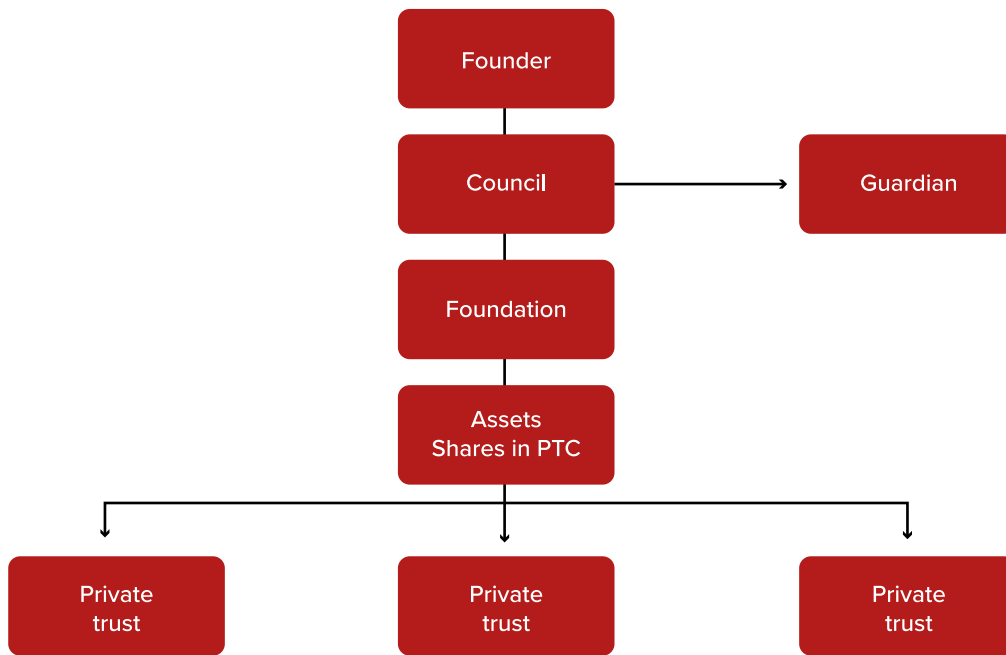 Founder
Council
Guardian
Foundation
Assets
Shares in PTC
Private
trust
Private
trust
Private
trust